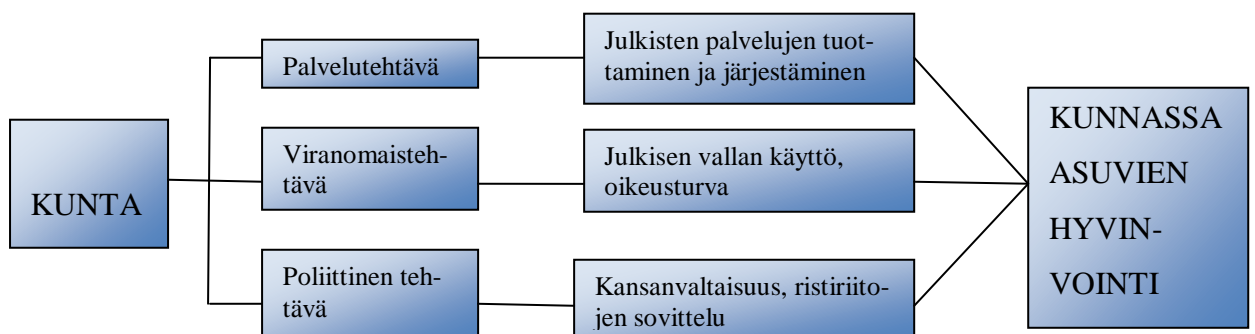 KUNTA
Palvelutehtävä
Viranomaisteh-
tävä
Poliittinen teh-
tävä
Julkisten palvelujen tuot-
taminen ja järjestäminen
Julkisen vallan käyttö,
oikeusturva
Kansanvaltaisuus, ristiriito-
jen sovittelu
KUNNASSA
ASUVIEN
HYVIN-
VOINTI